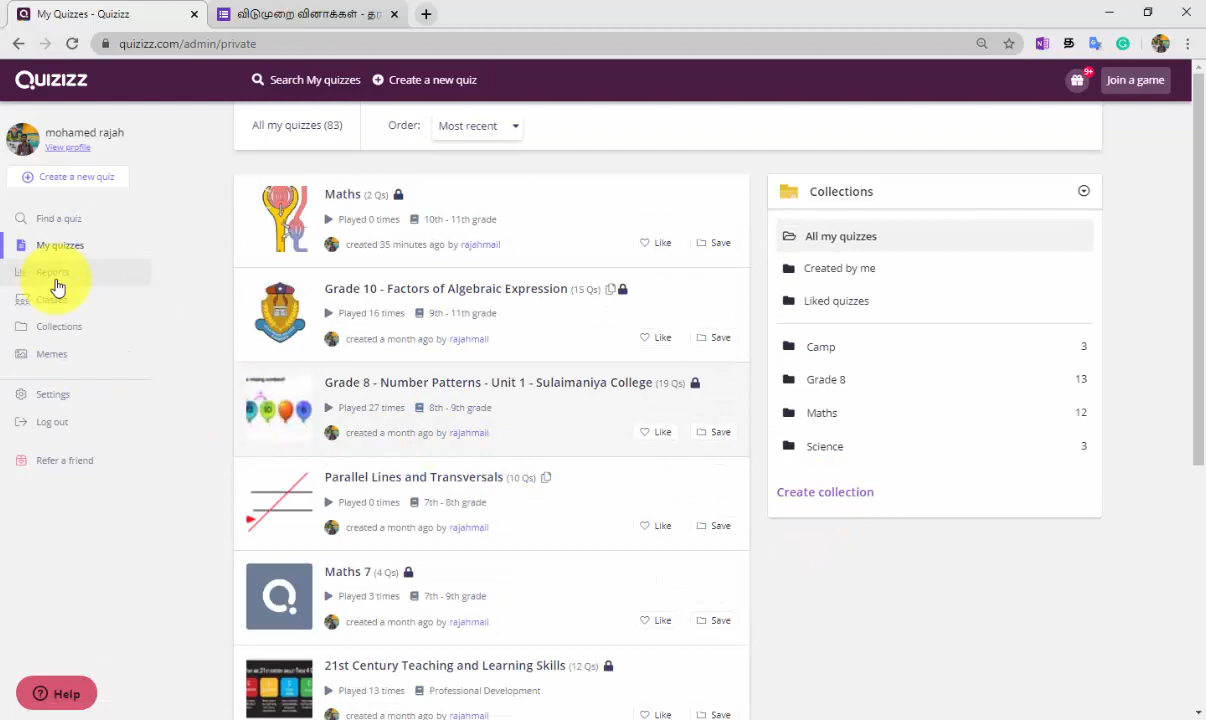 My Quizzes - Quizizz
விடுமுறை வினாக்கள் - தர
quizizz.com/admin/private
QUIZIZZ
Search My quizzes
Create a new quiz
9+
Join a game
mohamed rajah
View profile
Create a new quiz
Find a quiz
My quizzes
Reports
Classes
Collections
Memes
Settings
Log out
Refer a friend
Help
All my quizzes (83)
Order:
Most recent
Maths (2 Qs)
Played 0 times
10th - 11th grade
created 35 minutes ago by rajahmail
Like
Save
Grade 10 - Factors of Algebraic Expression (15 Qs)
Played 16 times
9th - 11th grade
created a month ago by rajahmail
Like
Save
Grade 8 - Number Patterns - Unit 1 - Sulaimaniya College (19 Qs)
Played 27 times
8th - 9th grade
created a month ago by rajahmail
Like
Save
Parallel Lines and Transversals (10 Qs)
Played 0 times
7th - 8th grade
created a month ago by rajahmail
Like
Save
Maths 7 (4 Qs)
Played 3 times
7th - 9th grade
created a month ago by rajahmail
Like
Save
21st Century Teaching and Learning Skills (12 Qs)
Played 13 times
Professional Development
created a month ago by rajahmail
Like
Save
Collections
All my quizzes
Created by me
Liked quizzes
Camp 3
Grade 8 13
Maths 12
Science 3
Create collection